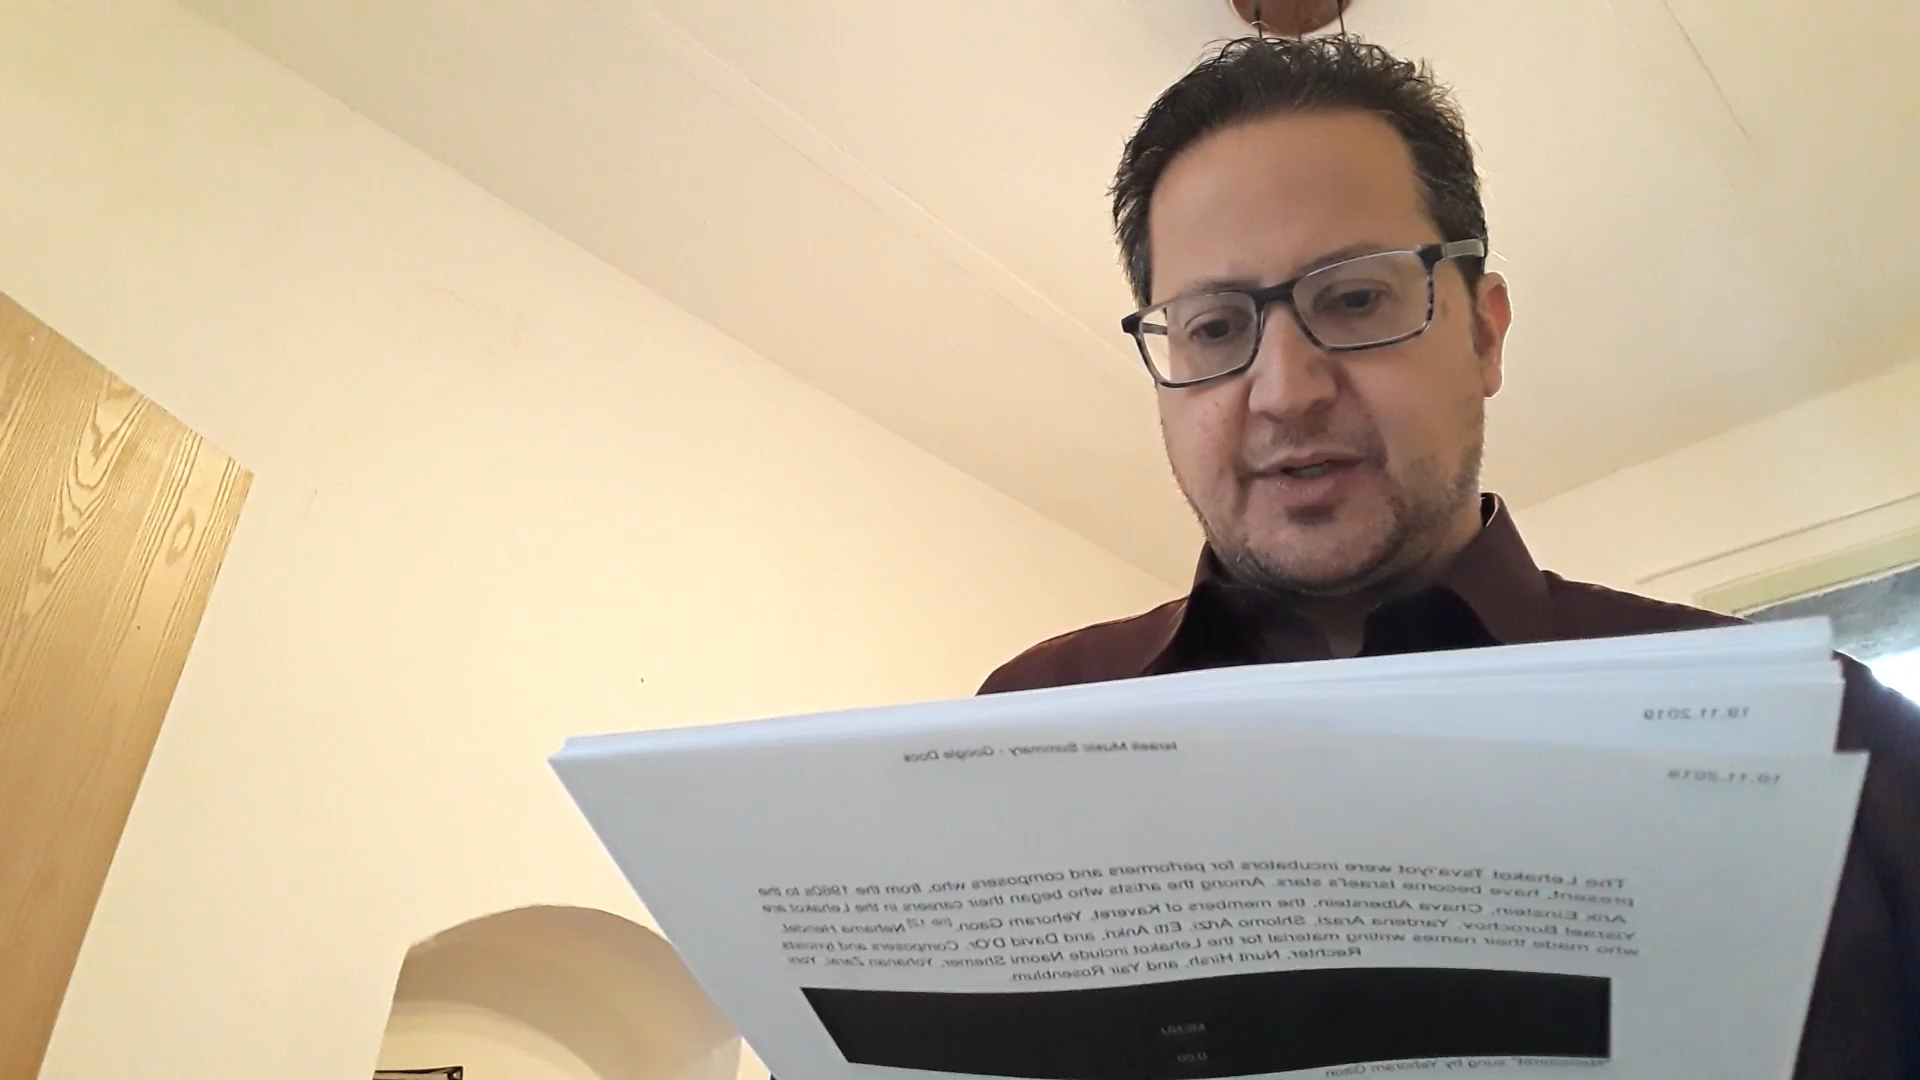 19.11.2019
Israeli Music Summary - Google Docs
19.11.2019
The Lehakot Tsva'iyot were incubators for performers and composers who, from the 1960s to the
present, have become Israel's stars. Among the artists who began their careers in the Lehakot are
Arik Einstein, Chava Alberstein, the members of Kaveret, Yehoram Gaon, Nehama Hendel,
Yisrael Borochov, Yardena Arazi, Shlomo Artzi, Etti Ankri, and David D'Or. Composers and lyricists
who made their names writing material for the Lehakot include Naomi Shemer, Yohanan Zarai, Yoni
Rechter, Nurit Hirsh, and Yair Rosenblum.
MENU
0:00
sung by Yehoram Gaon